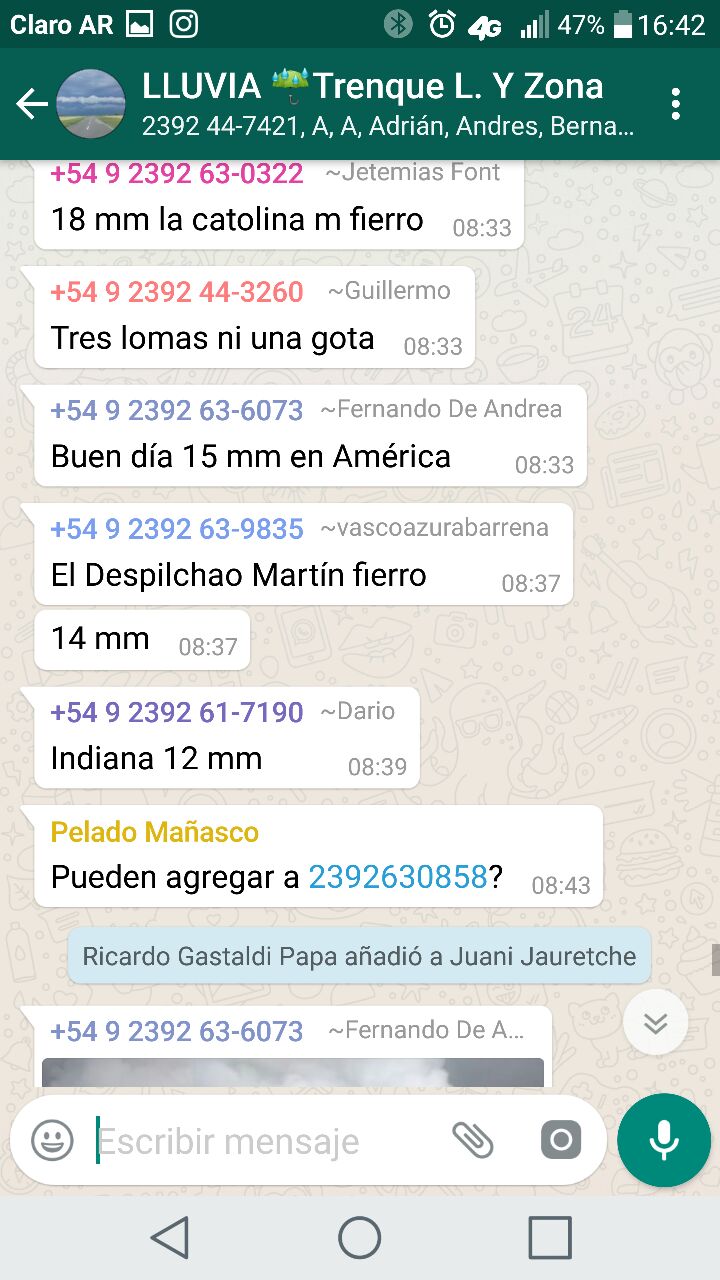 Claro AR 4G 47% 16:42
LLUVIA Trenque L. Y Zona
2392 44-7421, A, A, Adrián, Andres, Berna...
+54 9 2392 63-0322 ~Jetemias Font
18 mm la catolina m fierro 08:33
+54 9 2392 44-3260 ~Guillermo
Tres lomas ni una gota 08:33
+54 9 2392 63-6073 ~Fernando De Andrea
Buen día 15 mm en América 08:33
+54 9 2392 63-9835 ~vascoazurabarrena
El Despilchao Martín fierro 08:37
14 mm 08:37
+54 9 2392 61-7190 ~Dario
Indiana 12 mm 08:39
Pelado Mañasco
Pueden agregar a 2392630858? 08:43
Ricardo Gastaldi Papa añadió a Juani Jauretche
+54 9 2392 63-6073 ~Fernando De A...
Escribir mensaje